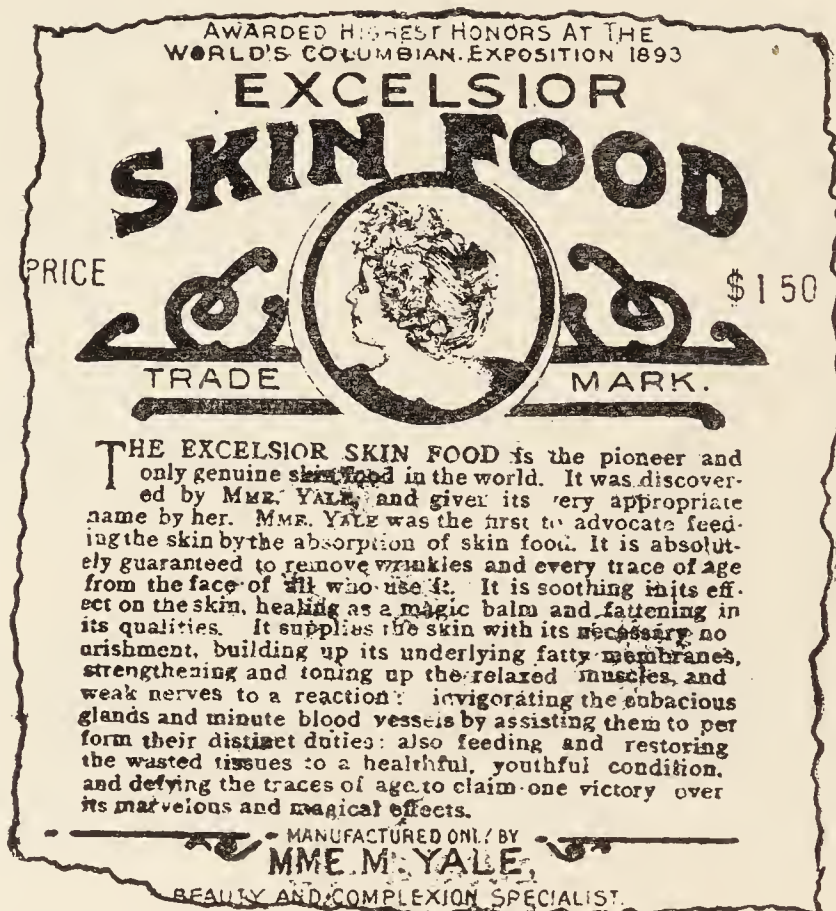 AWARDED HIGHEST HONORS AT THE
WORLD'S COLUMBIAN. EXPOSITION 1893
EXCELSIOR
SKIN FOOD
PRICE
$1 50
TRADE MARK.
THE EXCELSIOR SKIN FOOD is the pioneer and
only genuine skin food in the world. It was discover-
ed by MME. YALE, and given its very appropriate
name by her. MME. YALE was the first to advocate feed-
ing the skin by the absorption of skin food. It is absolut-
ely guaranteed to remove wrinkles and every trace of age
from the face of all who use it. It is soothing in its eff-
ect on the skin, healing as a magic balm and fattening in
its qualities. It supplies the skin with its necessary no
urishment, building up its underlying fatty membranes,
strengthening and toning up the relaxed muscles, and
weak nerves to a reaction: invigorating the subacious
glands and minute blood vessels by assisting them to per
form their distinct duties: also feeding and restoring
the wasted tissues to a healthful, youthful condition,
and defying the traces of age to claim one victory over
its marvelous and magical effects.
MANUFACTURED ONLY BY
MME. M. YALE,
BEAUTY AND COMPLEXION SPECIALIST.